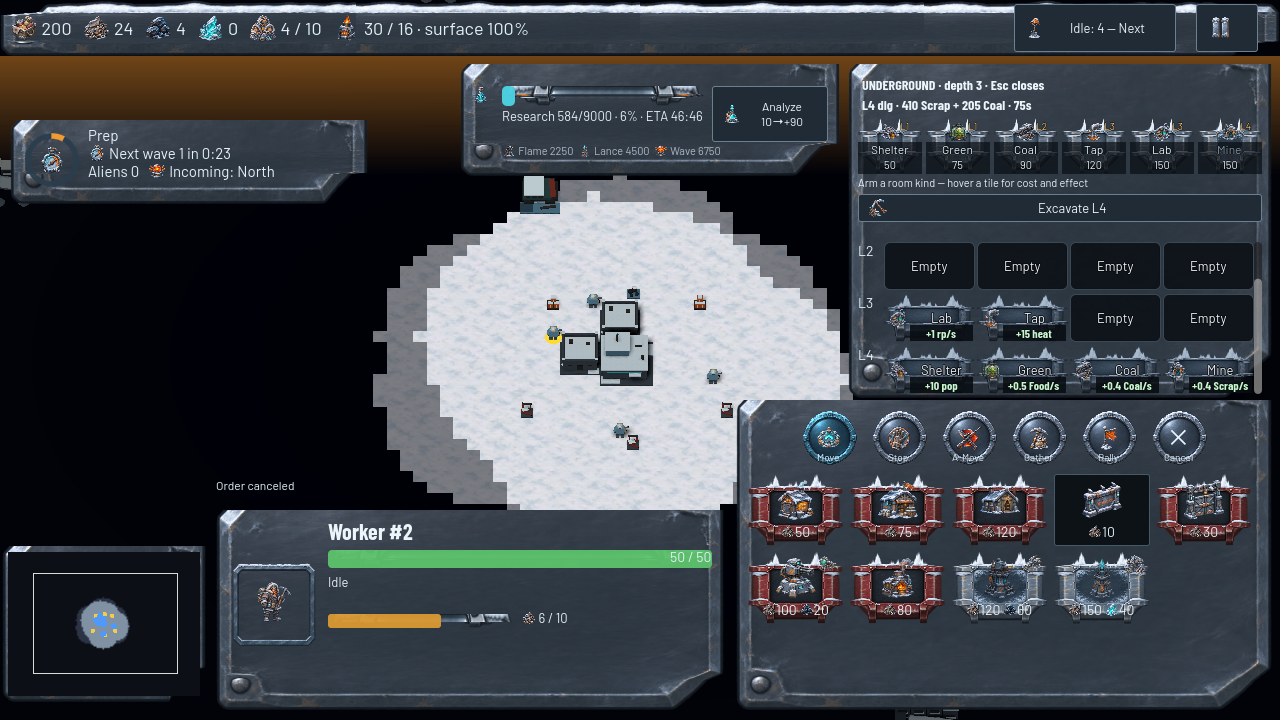 200 24 4 0 4 / 10 30 / 16 · surface 100%
Idle: 4 — Next
Prep
Next wave 1 in 0:23
Aliens 0 Incoming: North
Research 584/9000 · 6% · ETA 46:46
Flame 2250 Lance 4500 Wave 6750
Analyze
10→+90
UNDERGROUND · depth 3 · Esc closes
L4 dig · 410 Scrap + 205 Coal · 75s
Shelter Green Coal Tap Lab Mine
50 75 90 120 150 150
Arm a room kind — hover a tile for cost and effect
Excavate L4
L2 Empty Empty Empty Empty
L3 Lab Tap Empty Empty
+1 rp/s +15 heat
L4 Shelter Green Coal Mine
+10 pop +0.5 Food/s +0.4 Coal/s +0.4 Scrap/s
Move Stop A-Move Gather Rally Cancel
50 75 120 10 30
100 20 80 120 60 150 40
Order canceled
Worker #2
50 / 50
Idle
6 / 10